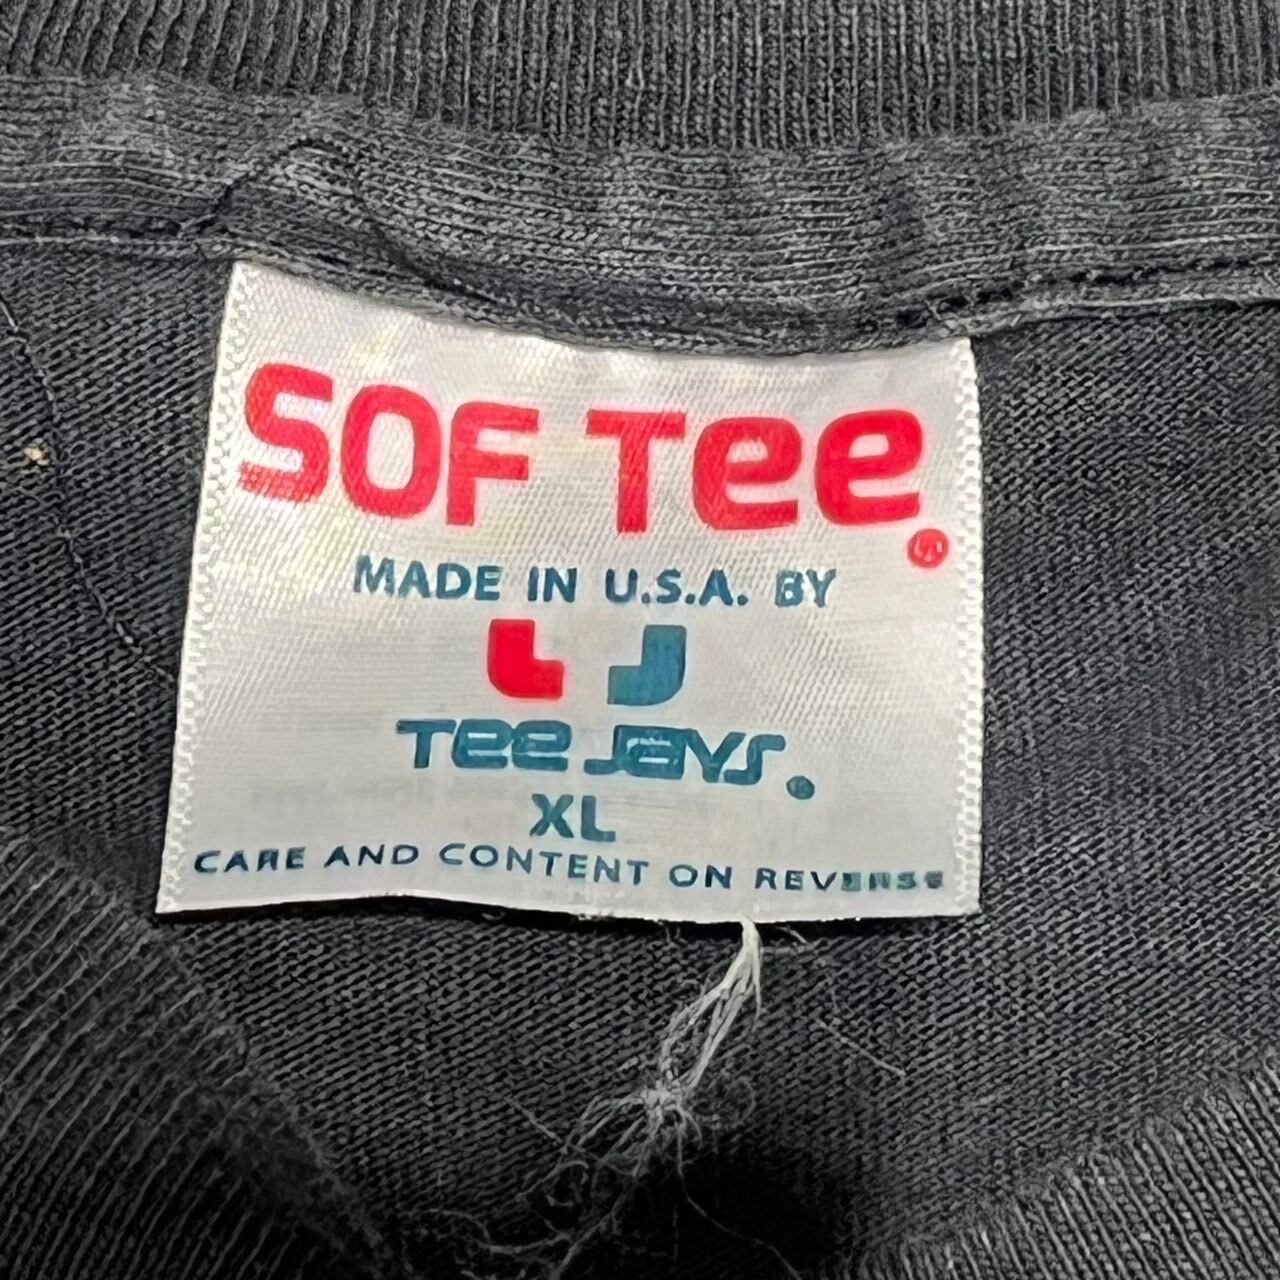 SOF TEE®
MADE IN U.S.A. BY
TEE JAYS®
XL
CARE AND CONTENT ON REVERSE